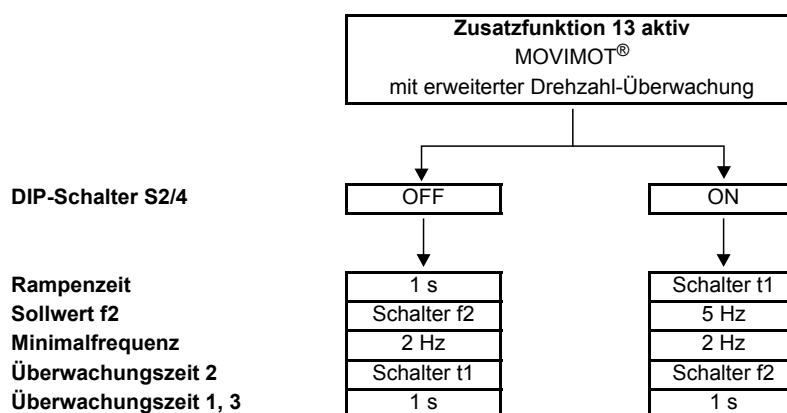 Zusatzfunktion 13 aktiv
MOVIMOT®
mit erweiterter Drehzahl-Überwachung
DIP-Schalter S2/4 OFF ON
Rampenzeit 1 s Schalter t1
Sollwert f2 Schalter f2 5 Hz
Minimalfrequenz 2 Hz 2 Hz
Überwachungszeit 2 Schalter t1 Schalter f2
Überwachungszeit 1, 3 1 s 1 s